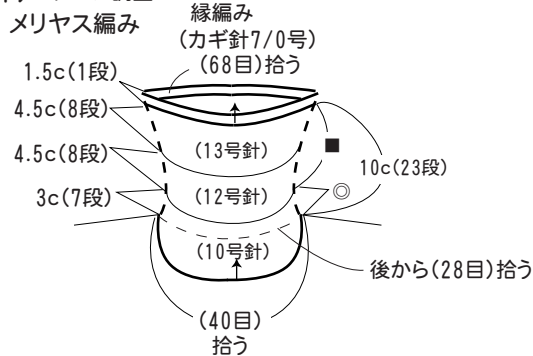 メリヤス編み
縁編み
(カギ針7/0号)
(68目)拾う
1.5c(1段)
4.5c(8段)
4.5c(8段)
3c(7段)
(13号針)
(12号針)
(10号針)
■
◎
10c(23段)
後から(28目)拾う
(40目)
拾う